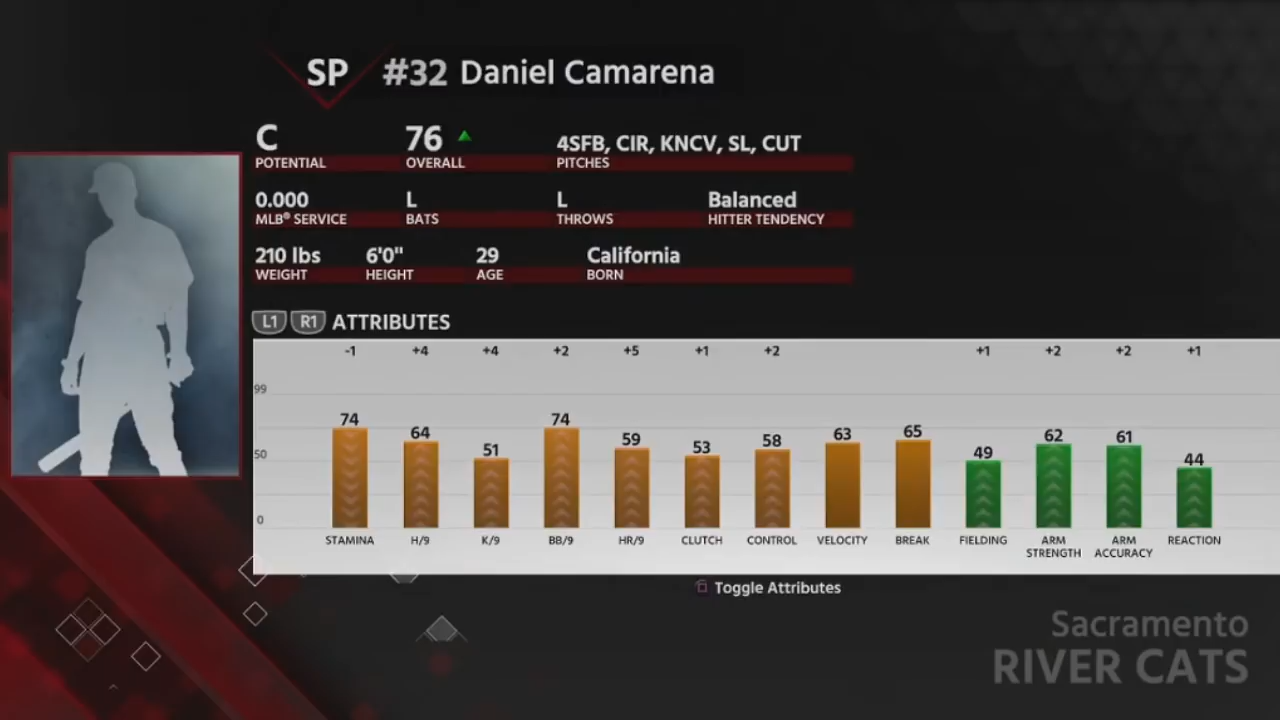 SP #32 Daniel Camarena
C 76 4SFB, CIR, KNCV, SL, CUT
POTENTIAL OVERALL PITCHES
0.000 L L Balanced
MLB® SERVICE BATS THROWS HITTER TENDENCY
210 lbs 6'0" 29 California
WEIGHT HEIGHT AGE BORN
L1 R1 ATTRIBUTES
-1 +4 +4 +2 +5 +1 +2 +1 +2 +2 +1
99
74 64 51 74 59 53 58 63 65 49 62 61 44
50
0
STAMINA H/9 K/9 BB/9 HR/9 CLUTCH CONTROL VELOCITY BREAK FIELDING ARM STRENGTH ARM ACCURACY REACTION
Toggle Attributes
Sacramento
RIVER CATS